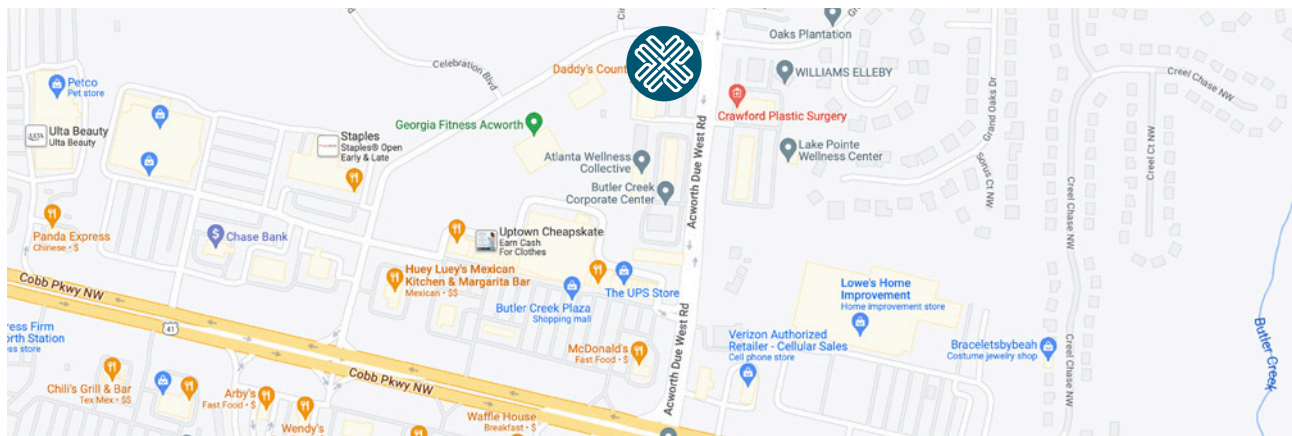 Oaks Plantation
Celebration Blvd
Daddy's Count
WILLIAMS ELLEBY
Creel Chase NW
Petco
Pet store
Crawford Plastic Surgery
Grand Oaks Dr
Ulta Beauty
Ulta Beauty
Staples
Staples® Open
Early & Late
Georgia Fitness Acworth
Acworth Due West Rd
Lake Pointe
Wellness Center
Creel Ct NW
Atlanta Wellness
Collective
Butler Creek
Corporate Center
Sorus Ct NW
Creel Chase NW
Panda Express
Chinese • $
Chase Bank
Uptown Cheapskate
Earn Cash
For Clothes
Huey Luey's Mexican
Kitchen & Margarita Bar
Mexican • $$
The UPS Store
Butler Creek Plaza
Shopping mall
Lowe's Home
Improvement
Home improvement store
Cobb Pkwy NW
41
ress Firm
orth Station
ss store
McDonald's
Fast Food • $
Acworth Due West Rd
Verizon Authorized
Retailer - Cellular Sales
Cell phone store
Braceletsbybeah
Costume jewelry shop
Creel Chase NW
Butler Creek
Cobb Pkwy NW
Chili's Grill & Bar
Tex Mex • $$
Arby's
Fast Food • $
Wendy's
Waffle House
Breakfast • $